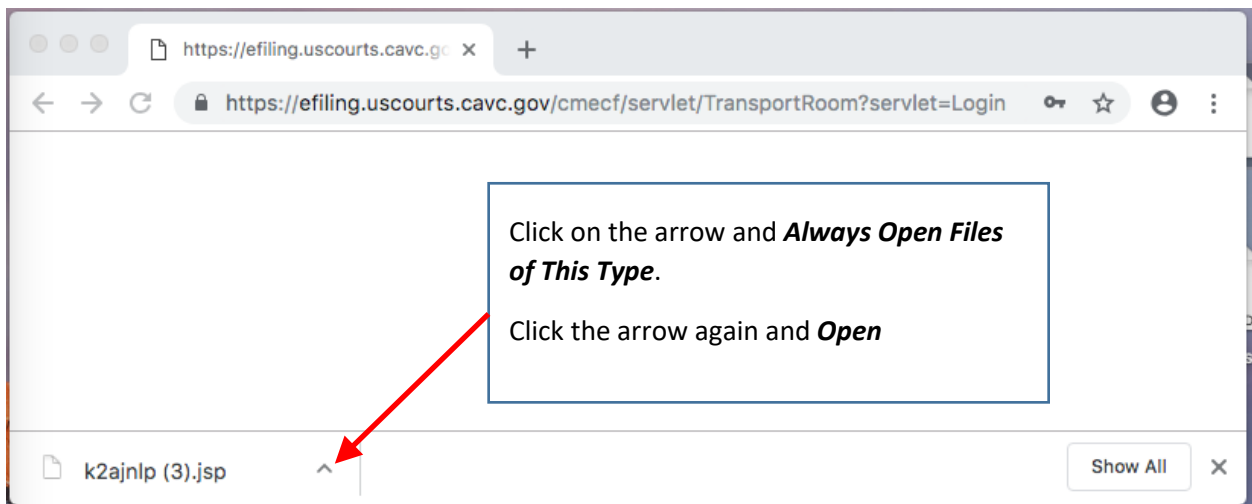 https://efiling.uscourts.cavc.go
https://efiling.uscourts.cavc.gov/cmecf/servlet/TransportRoom?servlet=Login
Click on the arrow and Always Open Files
of This Type.
Click the arrow again and Open
k2ajnlp (3).jsp
Show All